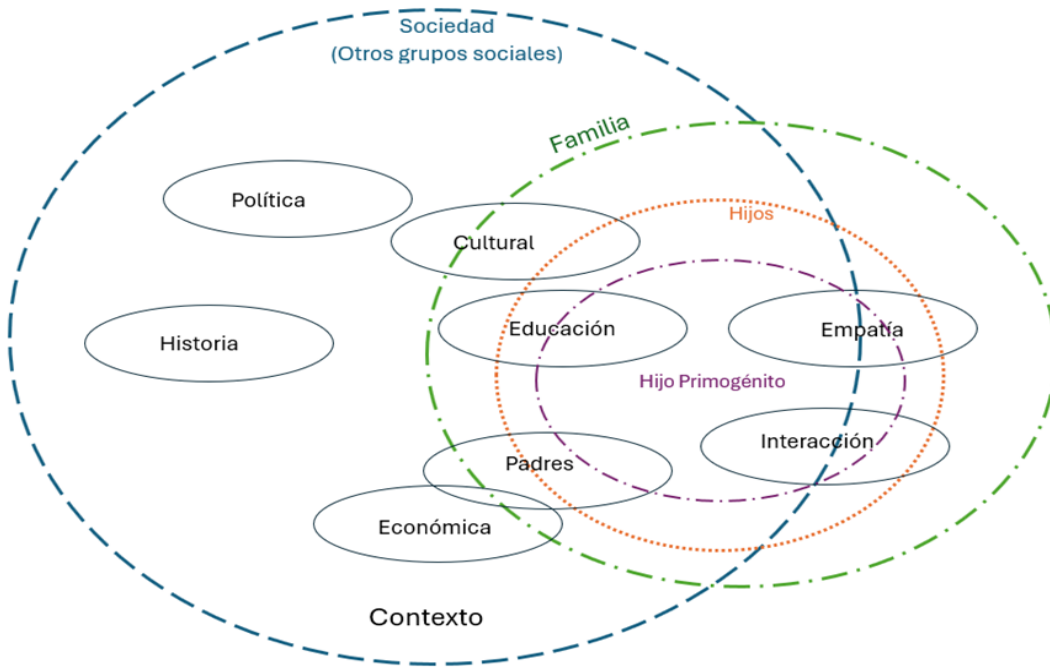 Sociedad
(Otros grupos sociales)
Familia
Política
Hijos
Cultural
Educación
Empatía
Historia
Hijo Primogénito
Interacción
Padres
Económica
Contexto